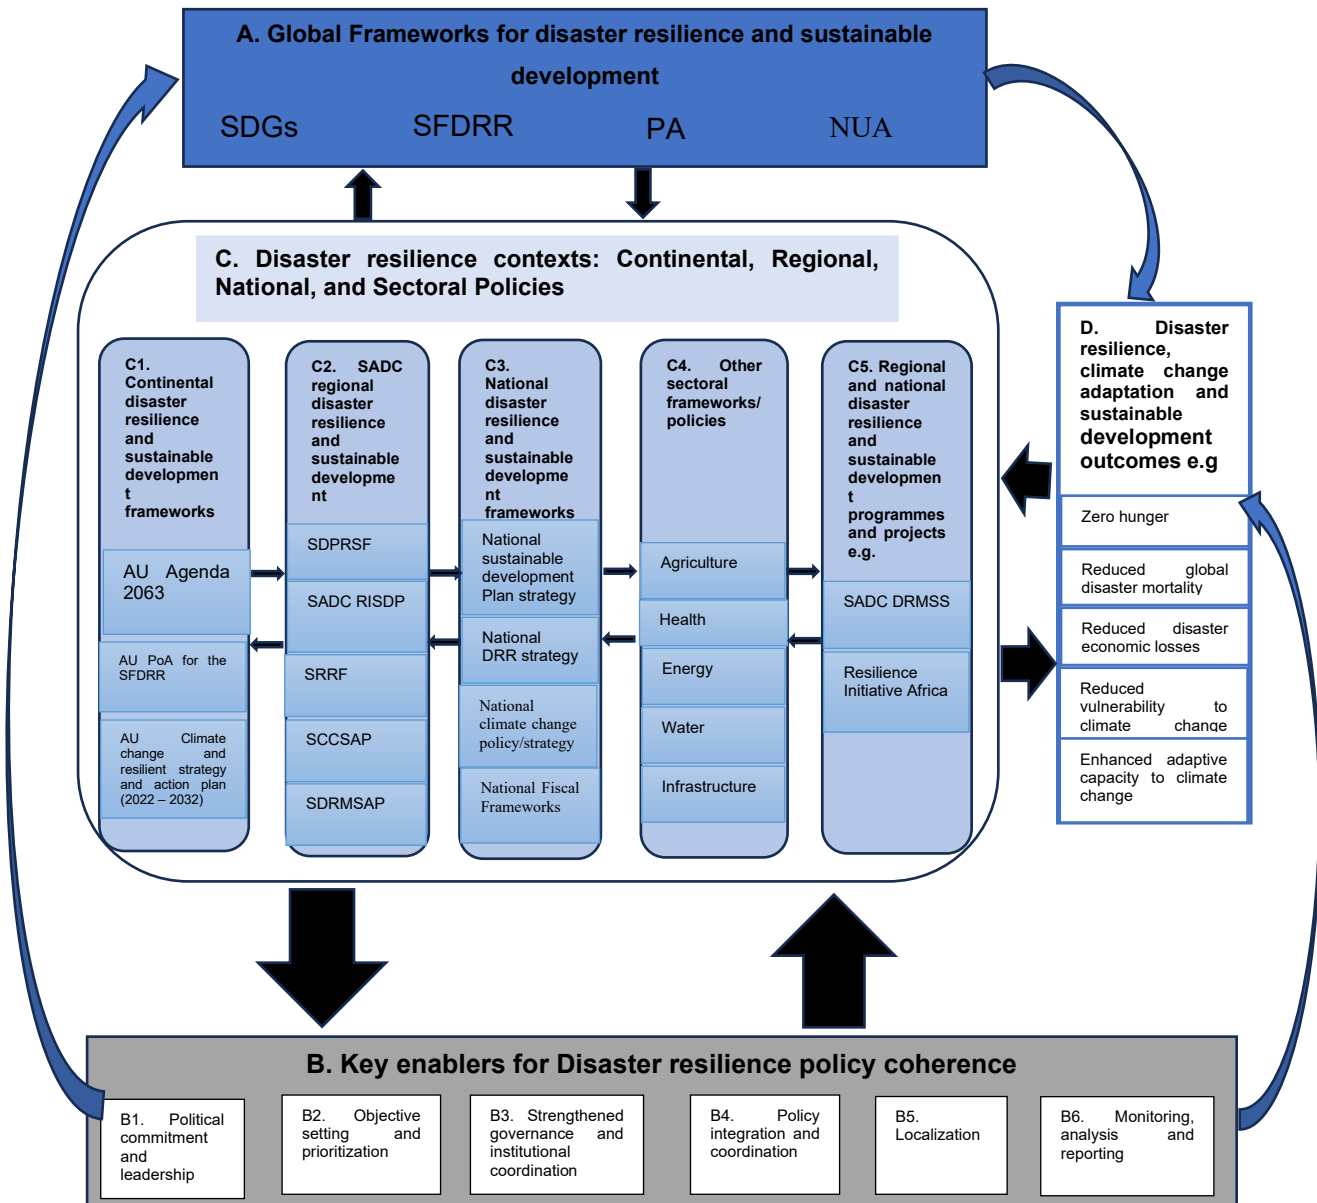 A. Global Frameworks for disaster resilience and sustainable
development
SDGs SFDRR PA NUA
C. Disaster resilience contexts: Continental, Regional,
National, and Sectoral Policies
C1.
Continental
disaster
resilience
and
sustainable
developmen
t
frameworks
AU Agenda
2063
AU PoA for the
SFDRR
AU Climate
change and
resilient strategy
and action plan
(2022 – 2032)
C2. SADC
regional
disaster
resilience
and
sustainable
developme
nt
SDPRSF
SADC RISDP
SRRF
SCCSAP
SDRMSAP
C3.
National
disaster
resilience
and
sustainable
developme
nt
frameworks
National
sustainable
development
Plan strategy
National
DRR strategy
National
climate change
policy/strategy
National Fiscal
Frameworks
C4. Other
sectoral
frameworks/
policies
Agriculture
Health
Energy
Water
Infrastructure
C5. Regional
and national
disaster
resilience
and
sustainable
developmen
t
programmes
and projects
e.g.
SADC DRMSS
Resilience
Initiative Africa
D. Disaster
resilience,
climate change
adaptation and
sustainable
development
outcomes e.g
Zero hunger
Reduced global
disaster mortality
Reduced disaster
economic losses
Reduced
vulnerability to
climate change
Enhanced adaptive
capacity to climate
change
B. Key enablers for Disaster resilience policy coherence
B1. Political
commitment
and
leadership
B2. Objective
setting and
prioritization
B3. Strengthened
governance and
institutional
coordination
B4. Policy
integration and
coordination
B5.
Localization
B6. Monitoring,
analysis and
reporting